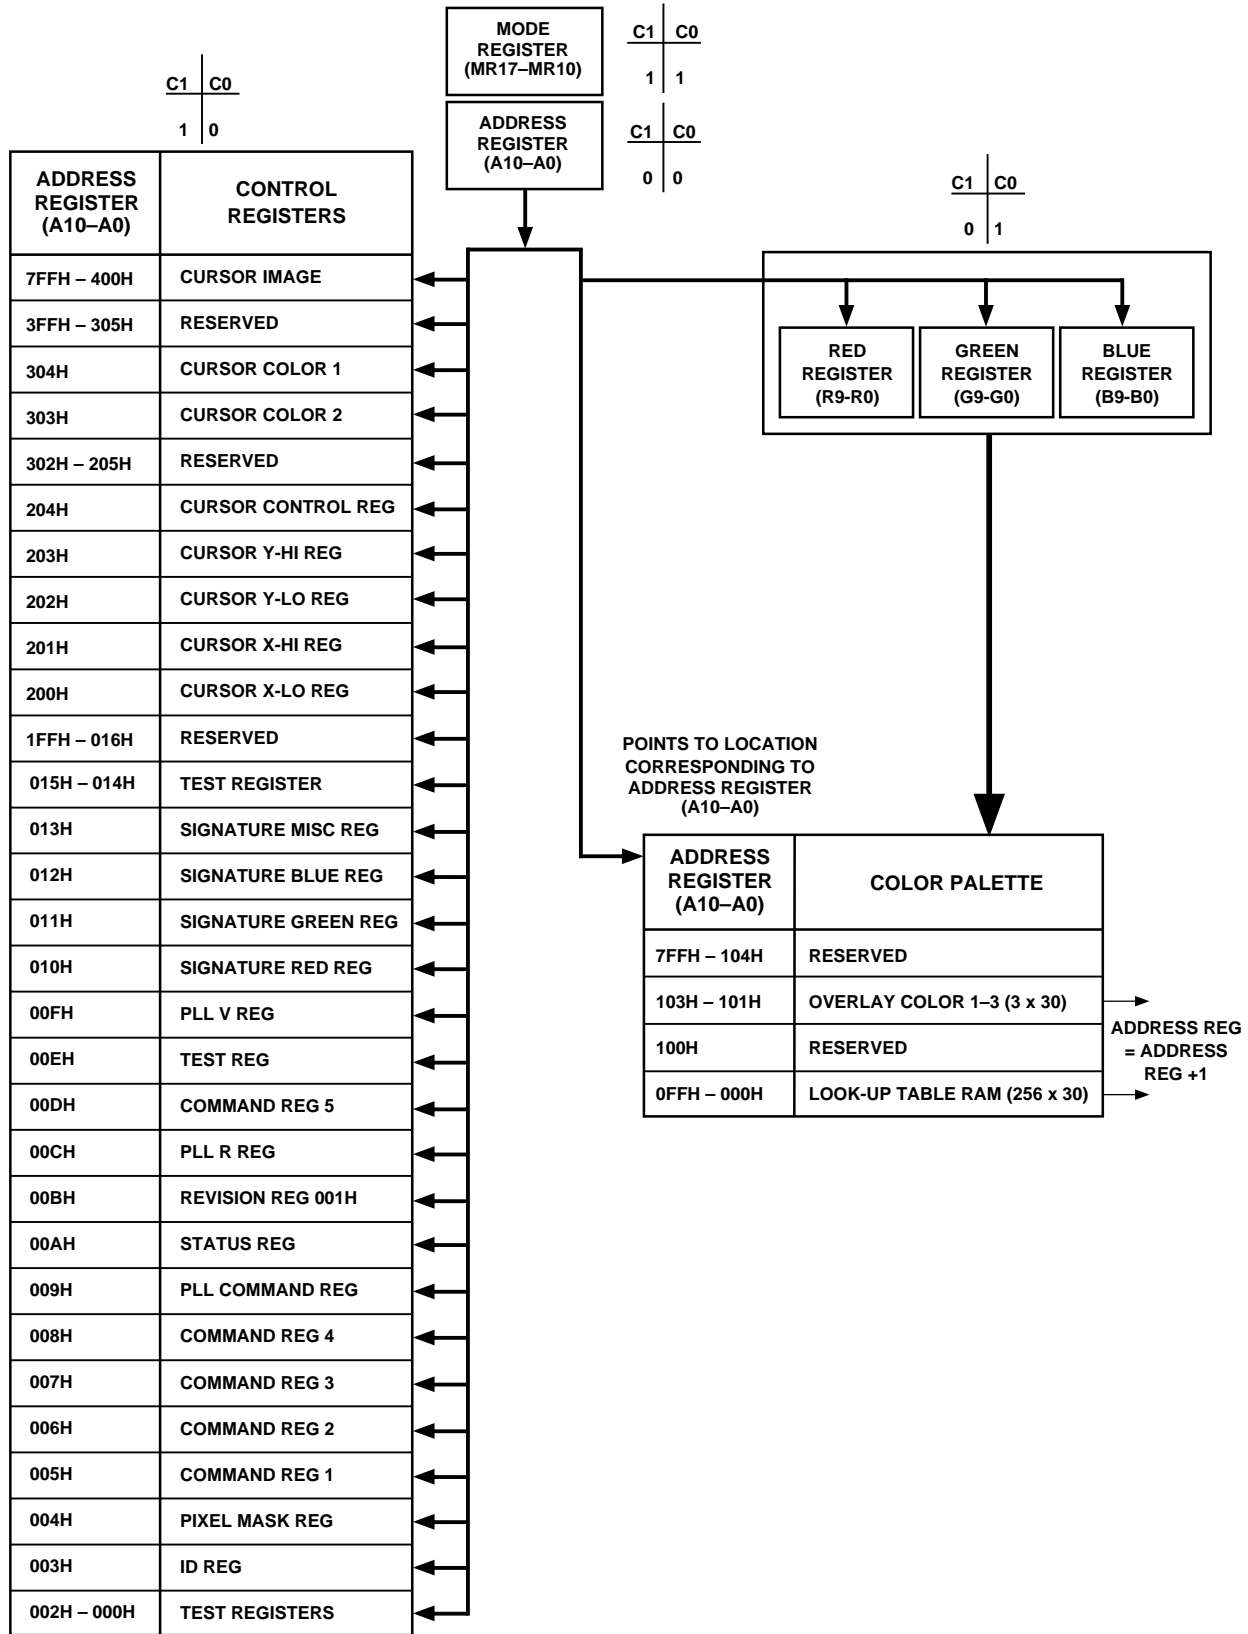 MODE
REGISTER
(MR17–MR10)
C1 C0
1 1
ADDRESS
REGISTER
(A10–A0)
C1 C0
0 0
C1 C0
1 0
ADDRESS
REGISTER
(A10–A0)
CONTROL
REGISTERS
7FFH – 400H CURSOR IMAGE
3FFH – 305H RESERVED
304H CURSOR COLOR 1
303H CURSOR COLOR 2
302H – 205H RESERVED
204H CURSOR CONTROL REG
203H CURSOR Y-HI REG
202H CURSOR Y-LO REG
201H CURSOR X-HI REG
200H CURSOR X-LO REG
1FFH – 016H RESERVED
015H – 014H TEST REGISTER
013H SIGNATURE MISC REG
012H SIGNATURE BLUE REG
011H SIGNATURE GREEN REG
010H SIGNATURE RED REG
00FH PLL V REG
00EH TEST REG
00DH COMMAND REG 5
00CH PLL R REG
00BH REVISION REG 001H
00AH STATUS REG
009H PLL COMMAND REG
008H COMMAND REG 4
007H COMMAND REG 3
006H COMMAND REG 2
005H COMMAND REG 1
004H PIXEL MASK REG
003H ID REG
002H – 000H TEST REGISTERS
C1 C0
0 1
RED
REGISTER
(R9-R0)
GREEN
REGISTER
(G9-G0)
BLUE
REGISTER
(B9-B0)
POINTS TO LOCATION
CORRESPONDING TO
ADDRESS REGISTER
(A10–A0)
ADDRESS
REGISTER
(A10–A0)
COLOR PALETTE
7FFH – 104H RESERVED
103H – 101H OVERLAY COLOR 1–3 (3 x 30)
100H RESERVED
0FFH – 000H LOOK-UP TABLE RAM (256 x 30)
ADDRESS REG
= ADDRESS
REG +1